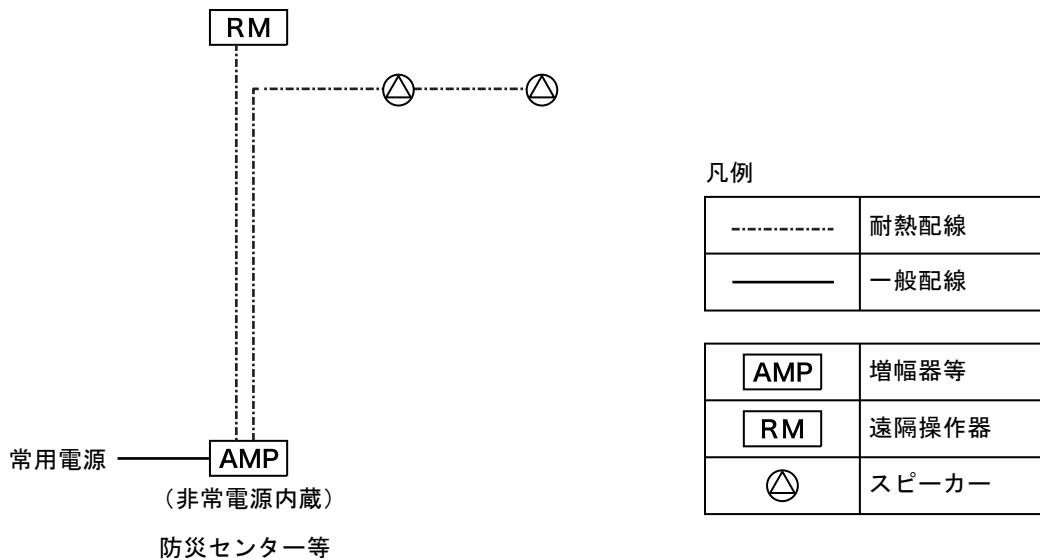 RM
凡例
耐熱配線
一般配線
AMP 増幅器等
RM 遠隔操作器
スピーカー
常用電源 AMP
（非常電源内蔵）
防災センター等